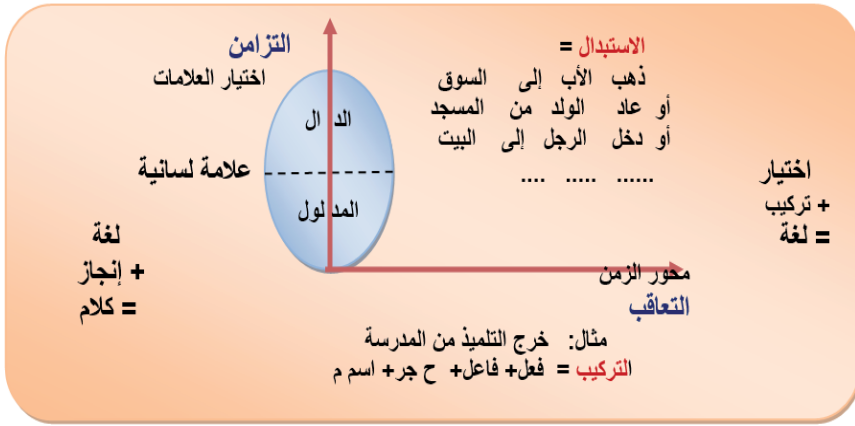 الاستبدال =
ذهب الأب إلى السوق
أو عاد الولد من المسجد
أو دخل الرجل إلى البيت
...... ..... ....
التزامن
اختيار العلامات
الدال
علامة لسانية
المدلول
اختيار
+ تركيب
= لغة
لغة
+ إنجاز
= كلام
محور الزمن
التعاقب
مثال: خرج التلميذ من المدرسة
التركيب = فعل+ فاعل+ ح جر+ اسم م